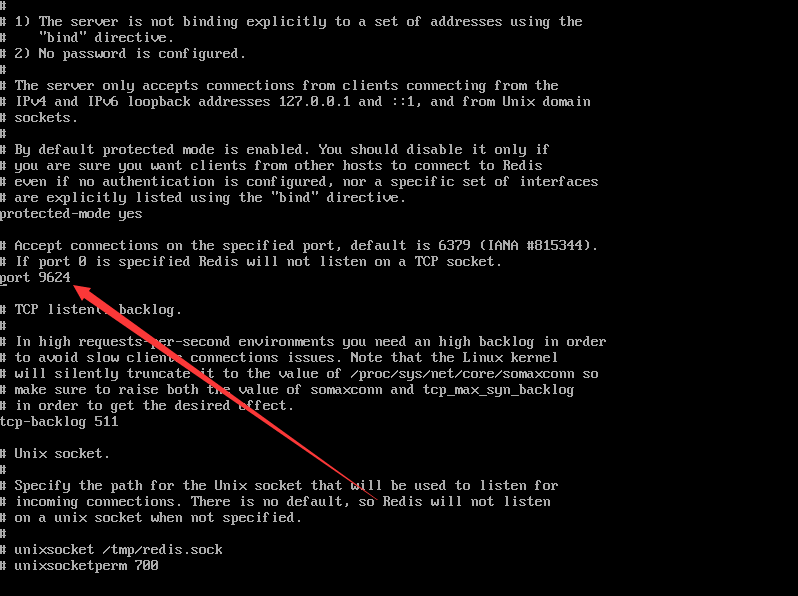 #
# 1) The server is not binding explicitly to a set of addresses using the
#    "bind" directive.
# 2) No password is configured.
#
# The server only accepts connections from clients connecting from the
# IPv4 and IPv6 loopback addresses 127.0.0.1 and ::1, and from Unix domain
# sockets.
#
# By default protected mode is enabled. You should disable it only if
# you are sure you want clients from other hosts to connect to Redis
# even if no authentication is configured, nor a specific set of interfaces
# are explicitly listed using the "bind" directive.
protected-mode yes

# Accept connections on the specified port, default is 6379 (IANA #815344).
# If port 0 is specified Redis will not listen on a TCP socket.
port 9624

# TCP listen() backlog.
#
# In high requests-per-second environments you need an high backlog in order
# to avoid slow clients connections issues. Note that the Linux kernel
# will silently truncate it to the value of /proc/sys/net/core/somaxconn so
# make sure to raise both the value of somaxconn and tcp_max_syn_backlog
# in order to get the desired effect.
tcp-backlog 511

# Unix socket.
#
# Specify the path for the Unix socket that will be used to listen for
# incoming connections. There is no default, so Redis will not listen
# on a unix socket when not specified.
#
# unixsocket /tmp/redis.sock
# unixsocketperm 700